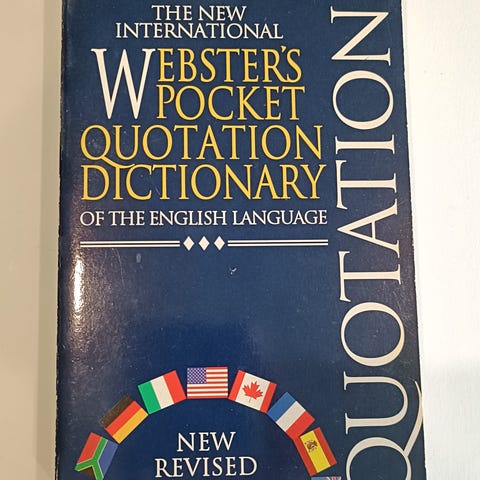 THE NEW
INTERNATIONAL
WEBSTER'S
POCKET
QUOTATION
DICTIONARY
OF THE ENGLISH LANGUAGE
NEW
REVISED
QUOTATION